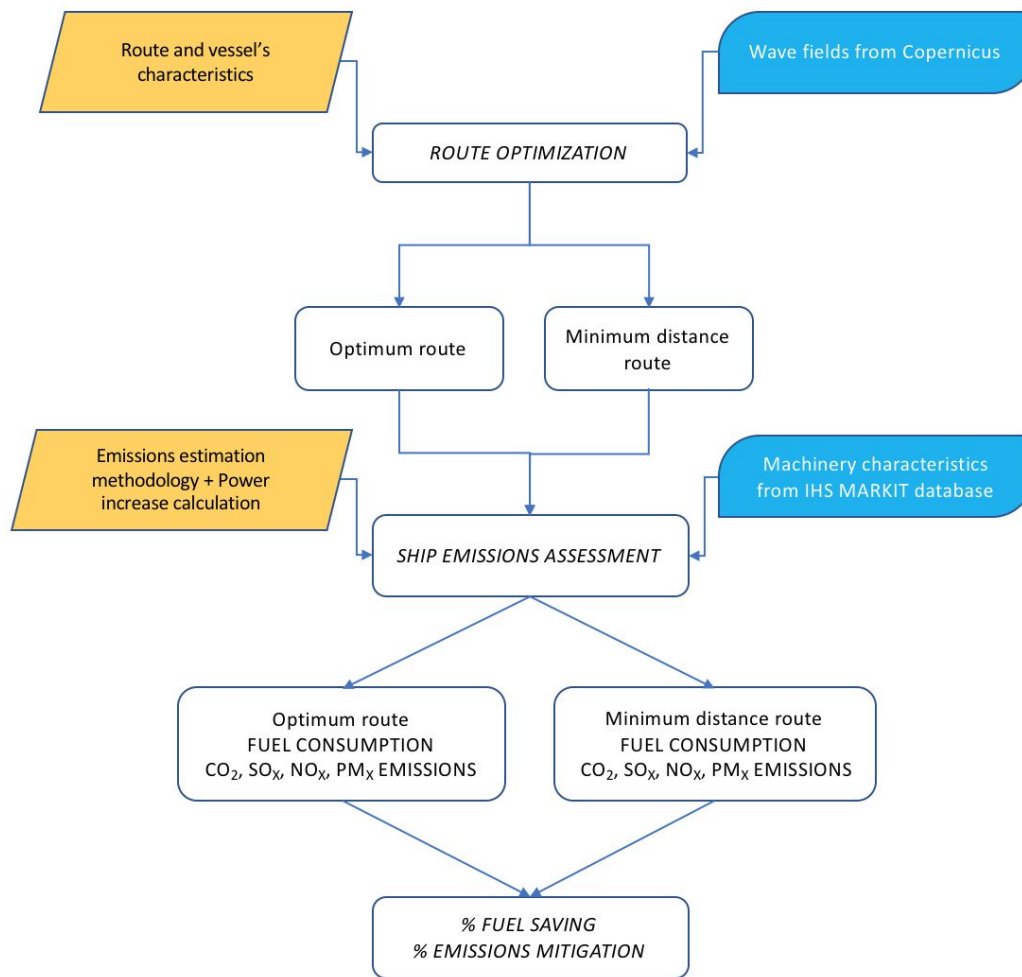 Route and vessel’s
characteristics
Wave fields from Copernicus
ROUTE OPTIMIZATION
Optimum route
Minimum distance
route
Emissions estimation
methodology + Power
increase calculation
Machinery characteristics
from IHS MARKIT database
SHIP EMISSIONS ASSESSMENT
Optimum route
FUEL CONSUMPTION
CO₂, SOₓ, NOₓ, PMₓ EMISSIONS
Minimum distance route
FUEL CONSUMPTION
CO₂, SOₓ, NOₓ, PMₓ EMISSIONS
% FUEL SAVING
% EMISSIONS MITIGATION